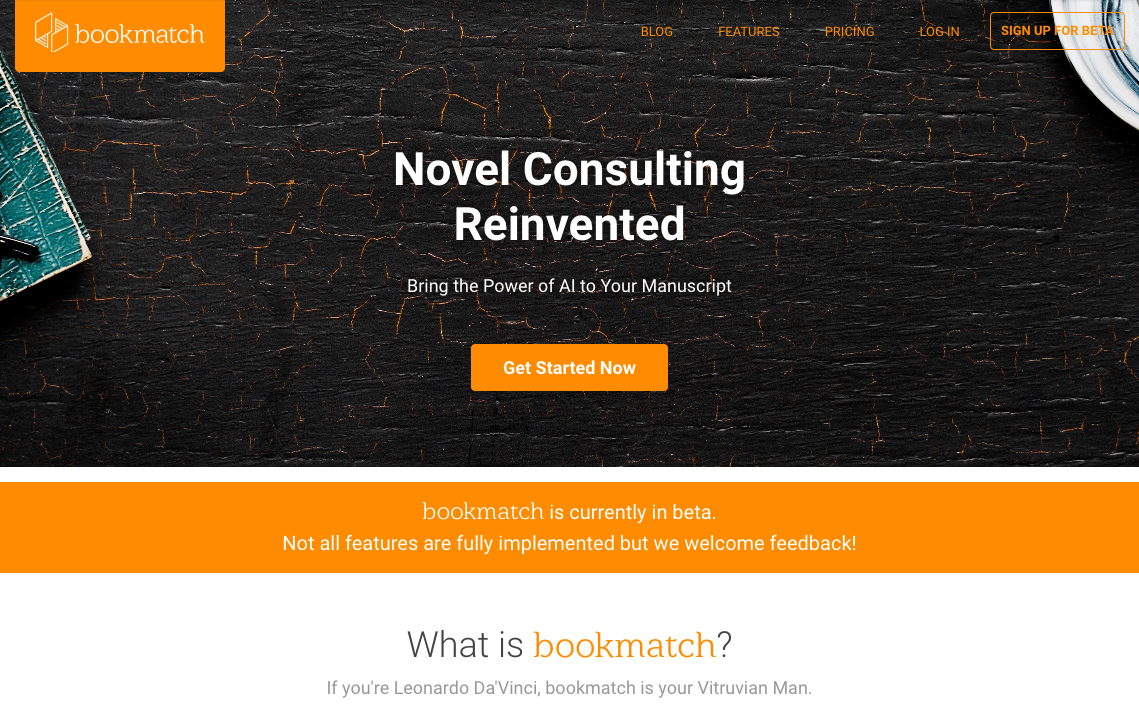 bookmatch
BLOG FEATURES PRICING LOG IN SIGN UP FOR BETA
Novel Consulting
Reinvented
Bring the Power of AI to Your Manuscript
Get Started Now
bookmatch is currently in beta.
Not all features are fully implemented but we welcome feedback!
What is bookmatch?
If you're Leonardo Da'Vinci, bookmatch is your Vitruvian Man.